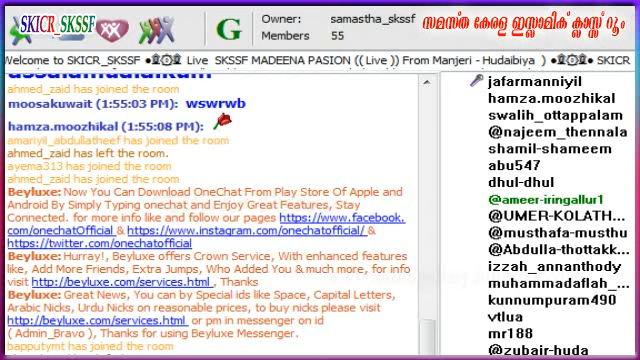 SKICR_SKSSF
G
Owner: samastha_skssf
Members 55
സമസ്ത കേരള ഇസ്ലാമിക് ക്ലാസ്സ് റൂം
Welcome to SKICR_SKSSF Live SKSSF MADEENA PASION (( Live )) From Manjeri - Hudaibiya SKICR
assalamualaikum
ahmed_zaid has joined the room
moosakuwait (1:55:03 PM): wswrwb
hamza.moozhikal (1:55:08 PM):
amariyil_abdullatheef has joined the room
ahmed_zaid has left the room.
ayema313 has joined the room
ahmed_zaid has joined the room
Beyluxe: Now You Can Download OneChat From Play Store Of Apple and
Android By Simply Typing onechat and Enjoy Great Features, Stay
Connected. for more info like and follow our pages https://www.facebook.
com/onechatOfficial & https://www.instagram.com/onechatofficial/ &
https://twitter.com/onechatofficial
Beyluxe: Hurray!, Beyluxe offers Crown Service, With enhanced features
like, Add More Friends, Extra Jumps, Who Added You & much more, for info
visit http://beyluxe.com/services.html , Thanks
Beyluxe: Great News, You can by Special ids like Space, Capital Letters,
Arabic Nicks, Urdu Nicks on reasonable prices, to buy nicks please visit
http://beyluxe.com/services.html or pm in messenger on id
( Admin_Bravo ), Thanks for using Beyluxe Messenger.
bapputymt has joined the room
jafarmanniyil
hamza.moozhikal
swalih_ottappalam
@najeem_thennala
shamil-shameem
abu547
dhul-dhul
@ameer-iringallur1
@UMER-KOLATH...
@musthafa-musthu
@Abdulla-thottakk...
izzah_annanthody
muhammadaflah_...
kunnumpuram490
vtlua
mr188
@zubair-huda